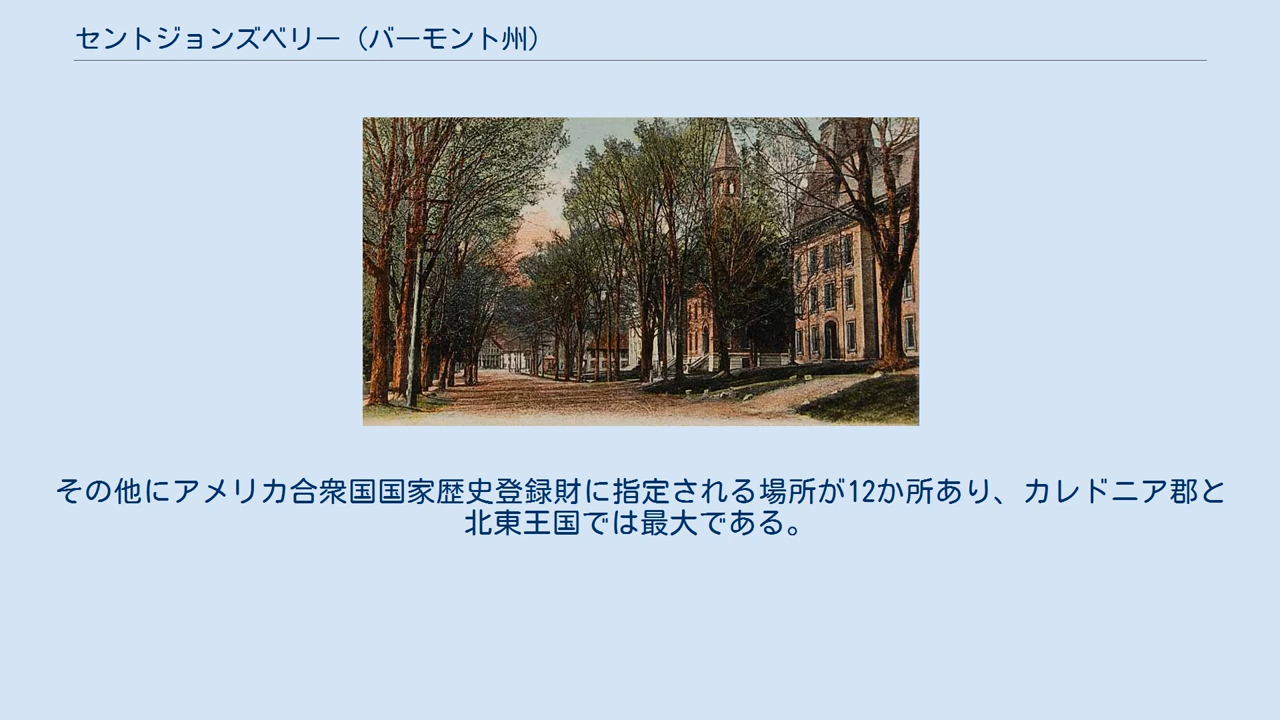 セントジョンズベリー（バーモント州）
その他にアメリカ合衆国国家歴史登録財に指定される場所が12か所あり、カレドニア郡と
北東王国では最大である。